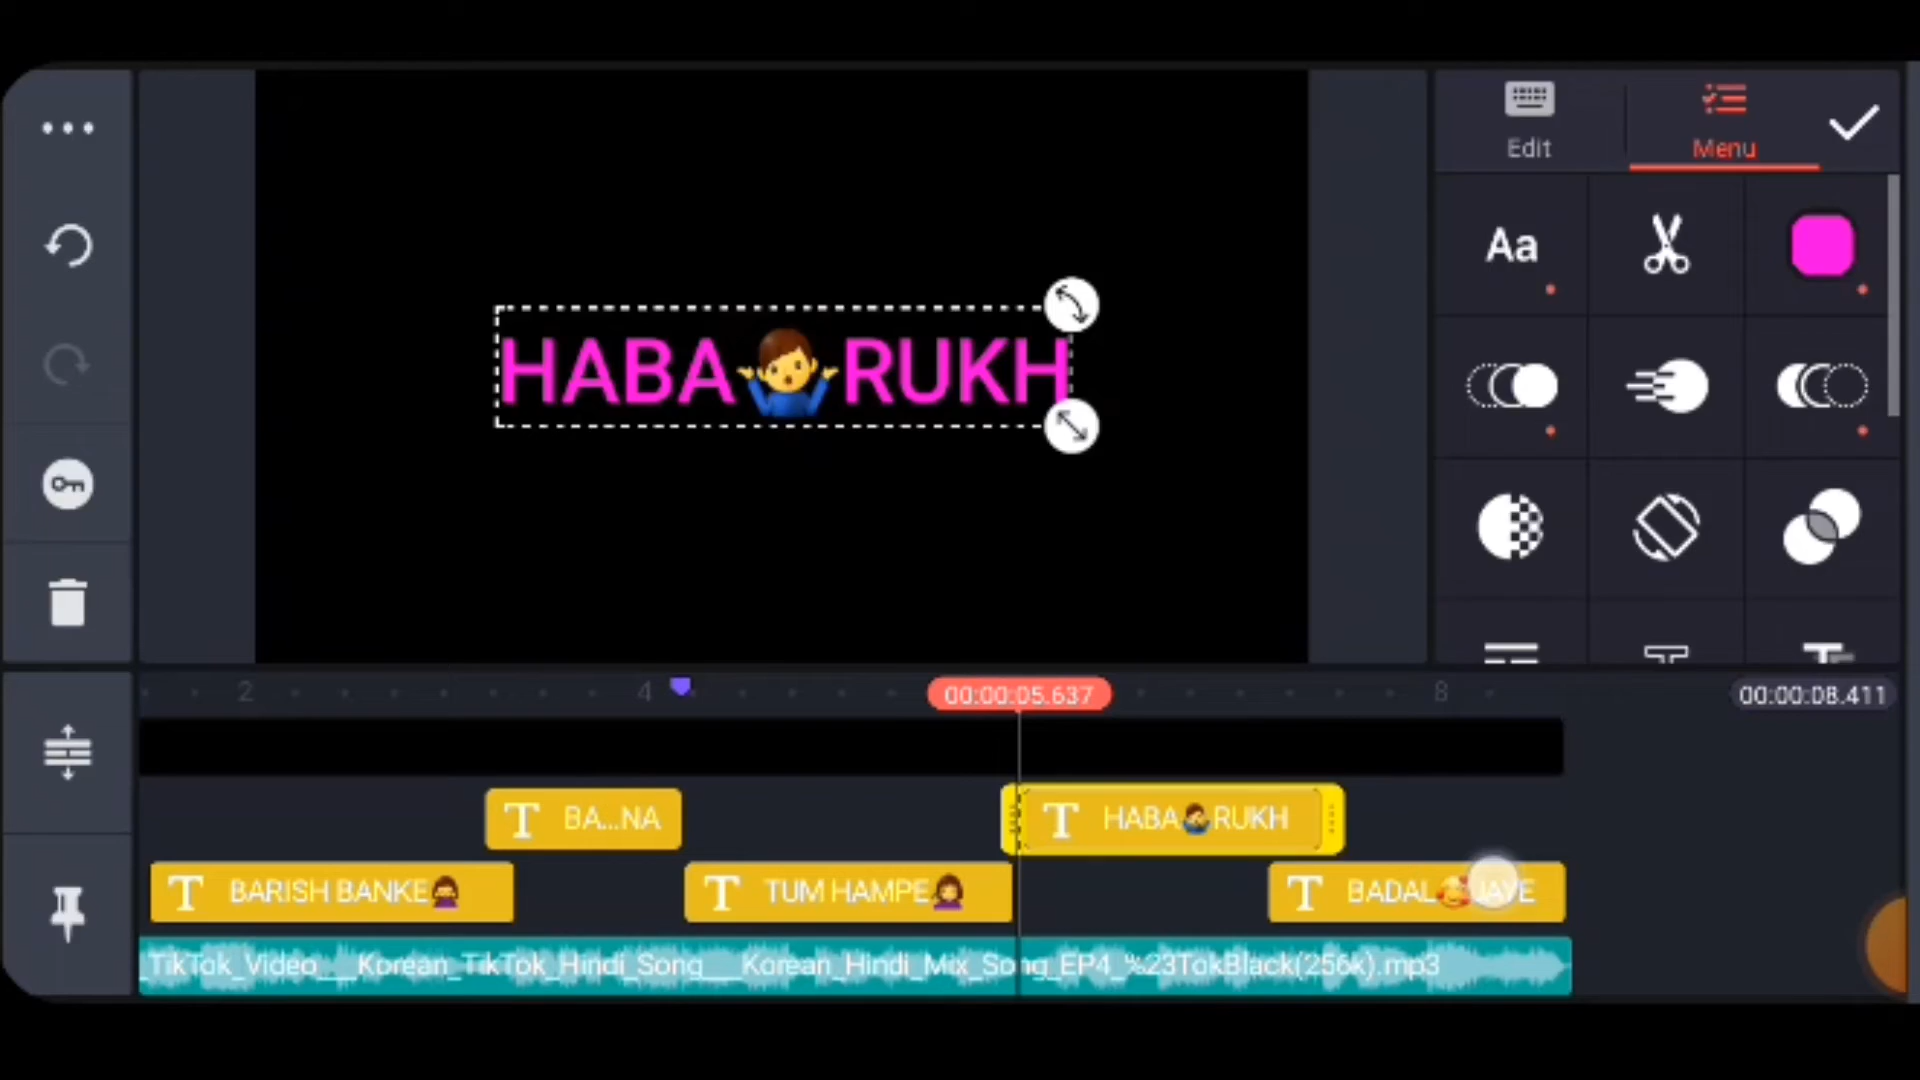 Edit
Menu
Aa
HABA🤷‍♂️RUKH
2
4
00:00:05.637
8
00:00:08.411
T BA...NA
T HABA🤷‍♂️RUKH
T BARISH BANKE🙅‍♀️
T TUM HAMPE🤦‍♀️
T BADAL🥰JAYE
_TikTok_Video__Korean_TikTok_Hindi_Song___Korean_Hindi_Mix_Song_EP4_%23TokBlack(256k).mp3